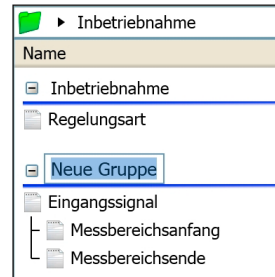 Inbetriebnahme
Name
Inbetriebnahme
Regelungsart
Neue Gruppe
Eingangssignal
Messbereichsanfang
Messbereichsende